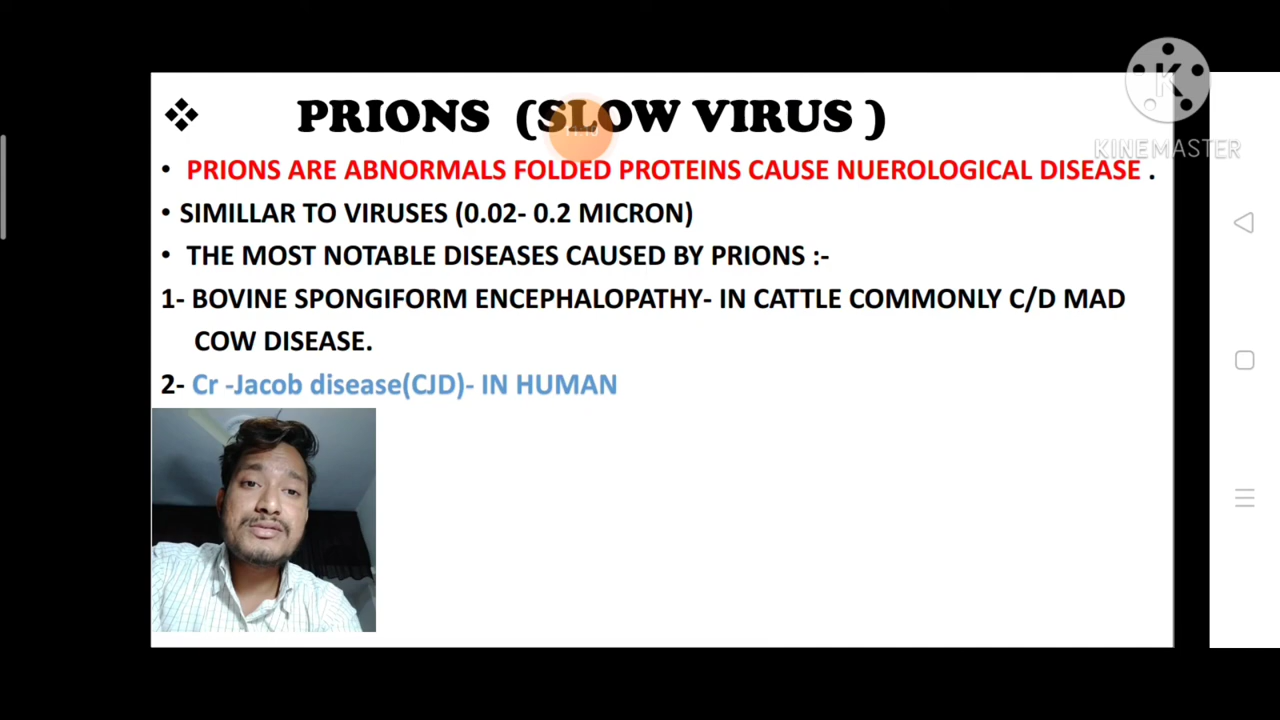 ❖ PRIONS (SLOW VIRUS )
• PRIONS ARE ABNORMALS FOLDED PROTEINS CAUSE NUEROLOGICAL DISEASE .
• SIMILLAR TO VIRUSES (0.02- 0.2 MICRON)
• THE MOST NOTABLE DISEASES CAUSED BY PRIONS :-
1- BOVINE SPONGIFORM ENCEPHALOPATHY- IN CATTLE COMMONLY C/D MAD
COW DISEASE.
2- Cr -Jacob disease(CJD)- IN HUMAN
K
KINEMASTER